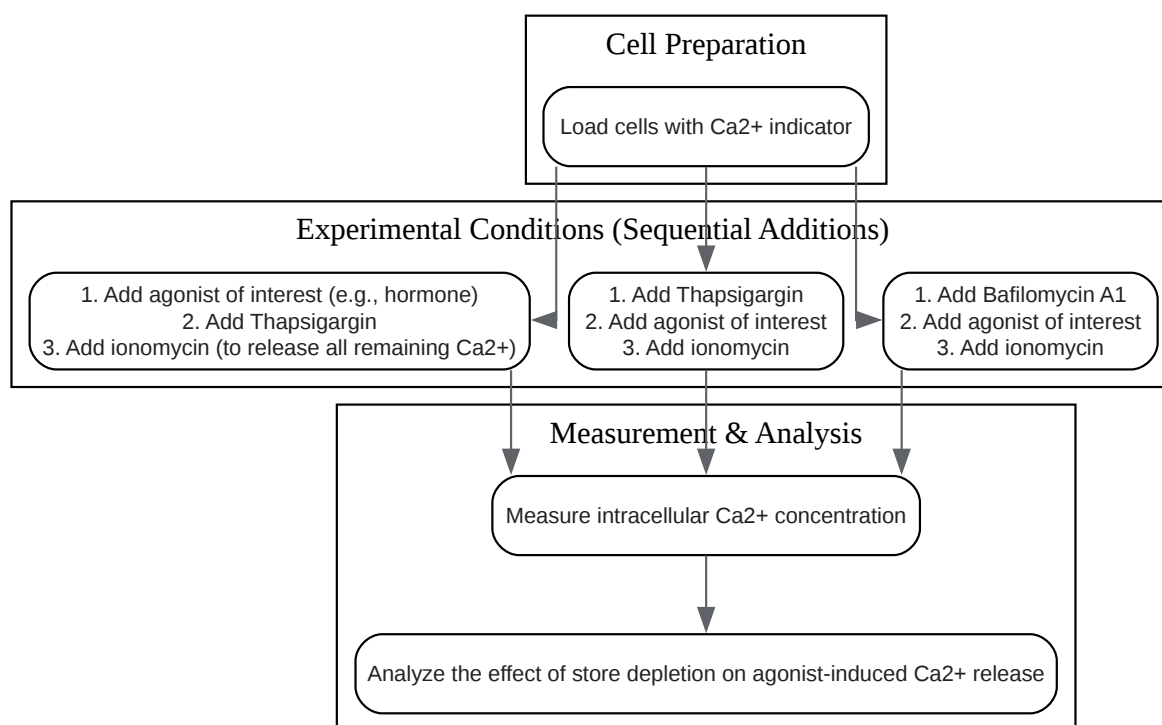 Cell Preparation
Load cells with Ca2+ indicator
Experimental Conditions (Sequential Additions)
1. Add agonist of interest (e.g., hormone)
2. Add Thapsigargin
3. Add ionomycin (to release all remaining Ca2+)
1. Add Thapsigargin
2. Add agonist of interest
3. Add ionomycin
1. Add Bafilomycin A1
2. Add agonist of interest
3. Add ionomycin
Measurement & Analysis
Measure intracellular Ca2+ concentration
Analyze the effect of store depletion on agonist-induced Ca2+ release